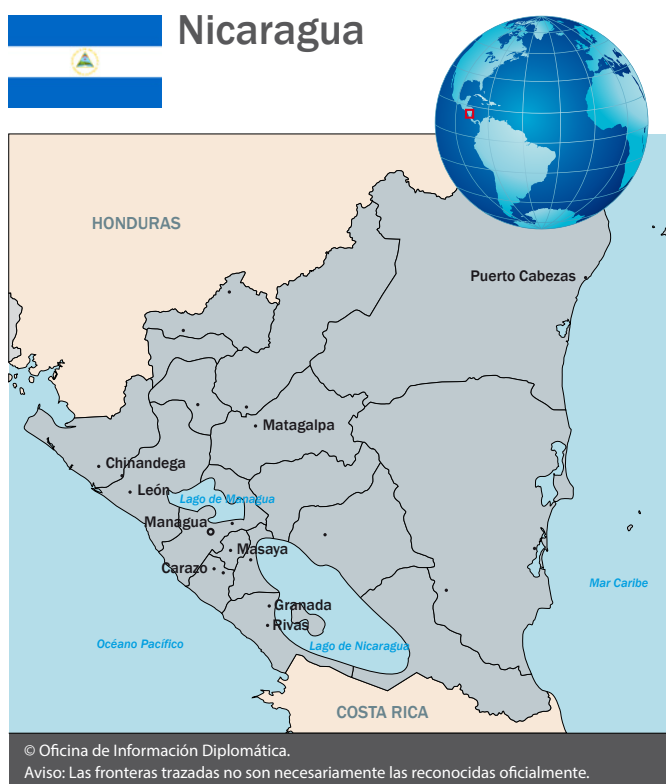 Nicaragua
HONDURAS
Puerto Cabezas
Matagalpa
Chinandega
León
Lago de Managua
Managua
Masaya
Carazo
Mar Caribe
Granada
Rivas
Océano Pacífico
Lago de Nicaragua
COSTA RICA
© Oficina de Información Diplomática.
Aviso: Las fronteras trazadas no son necesariamente las reconocidas oficialmente.